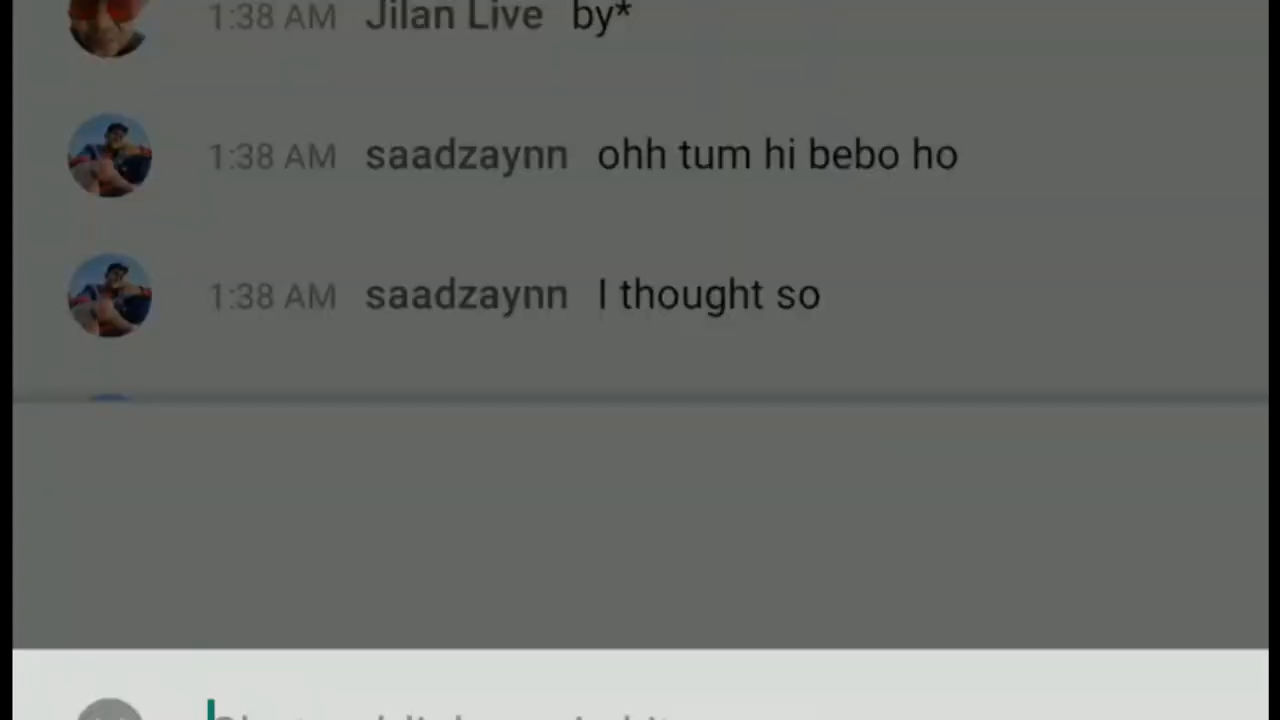 1:38 AM Jilan Live by*
1:38 AM saadzaynn ohh tum hi bebo ho
1:38 AM saadzaynn I thought so